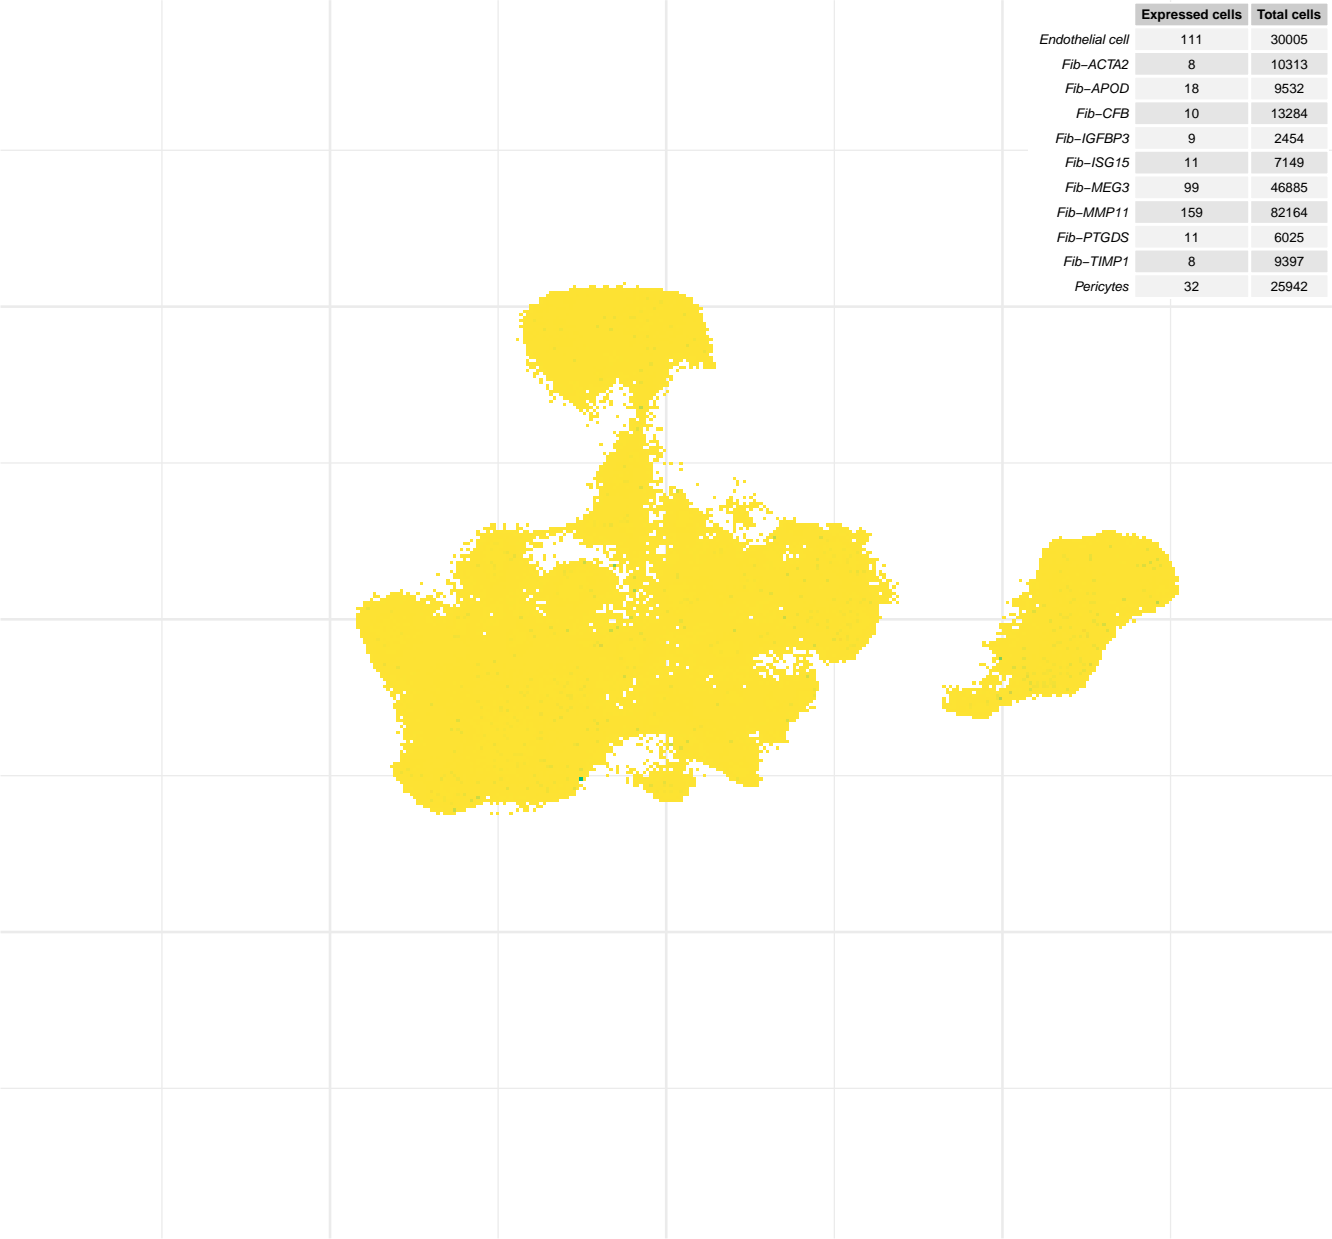 Expressed cells Total cells
Endothelial cell 111 30005
Fib−ACTA2 8 10313
Fib−APOD 18 9532
Fib−CFB 10 13284
Fib−IGFBP3 9 2454
Fib−ISG15 11 7149
Fib−MEG3 99 46885
Fib−MMP11 159 82164
Fib−PTGDS 11 6025
Fib−TIMP1 8 9397
Pericytes 32 25942